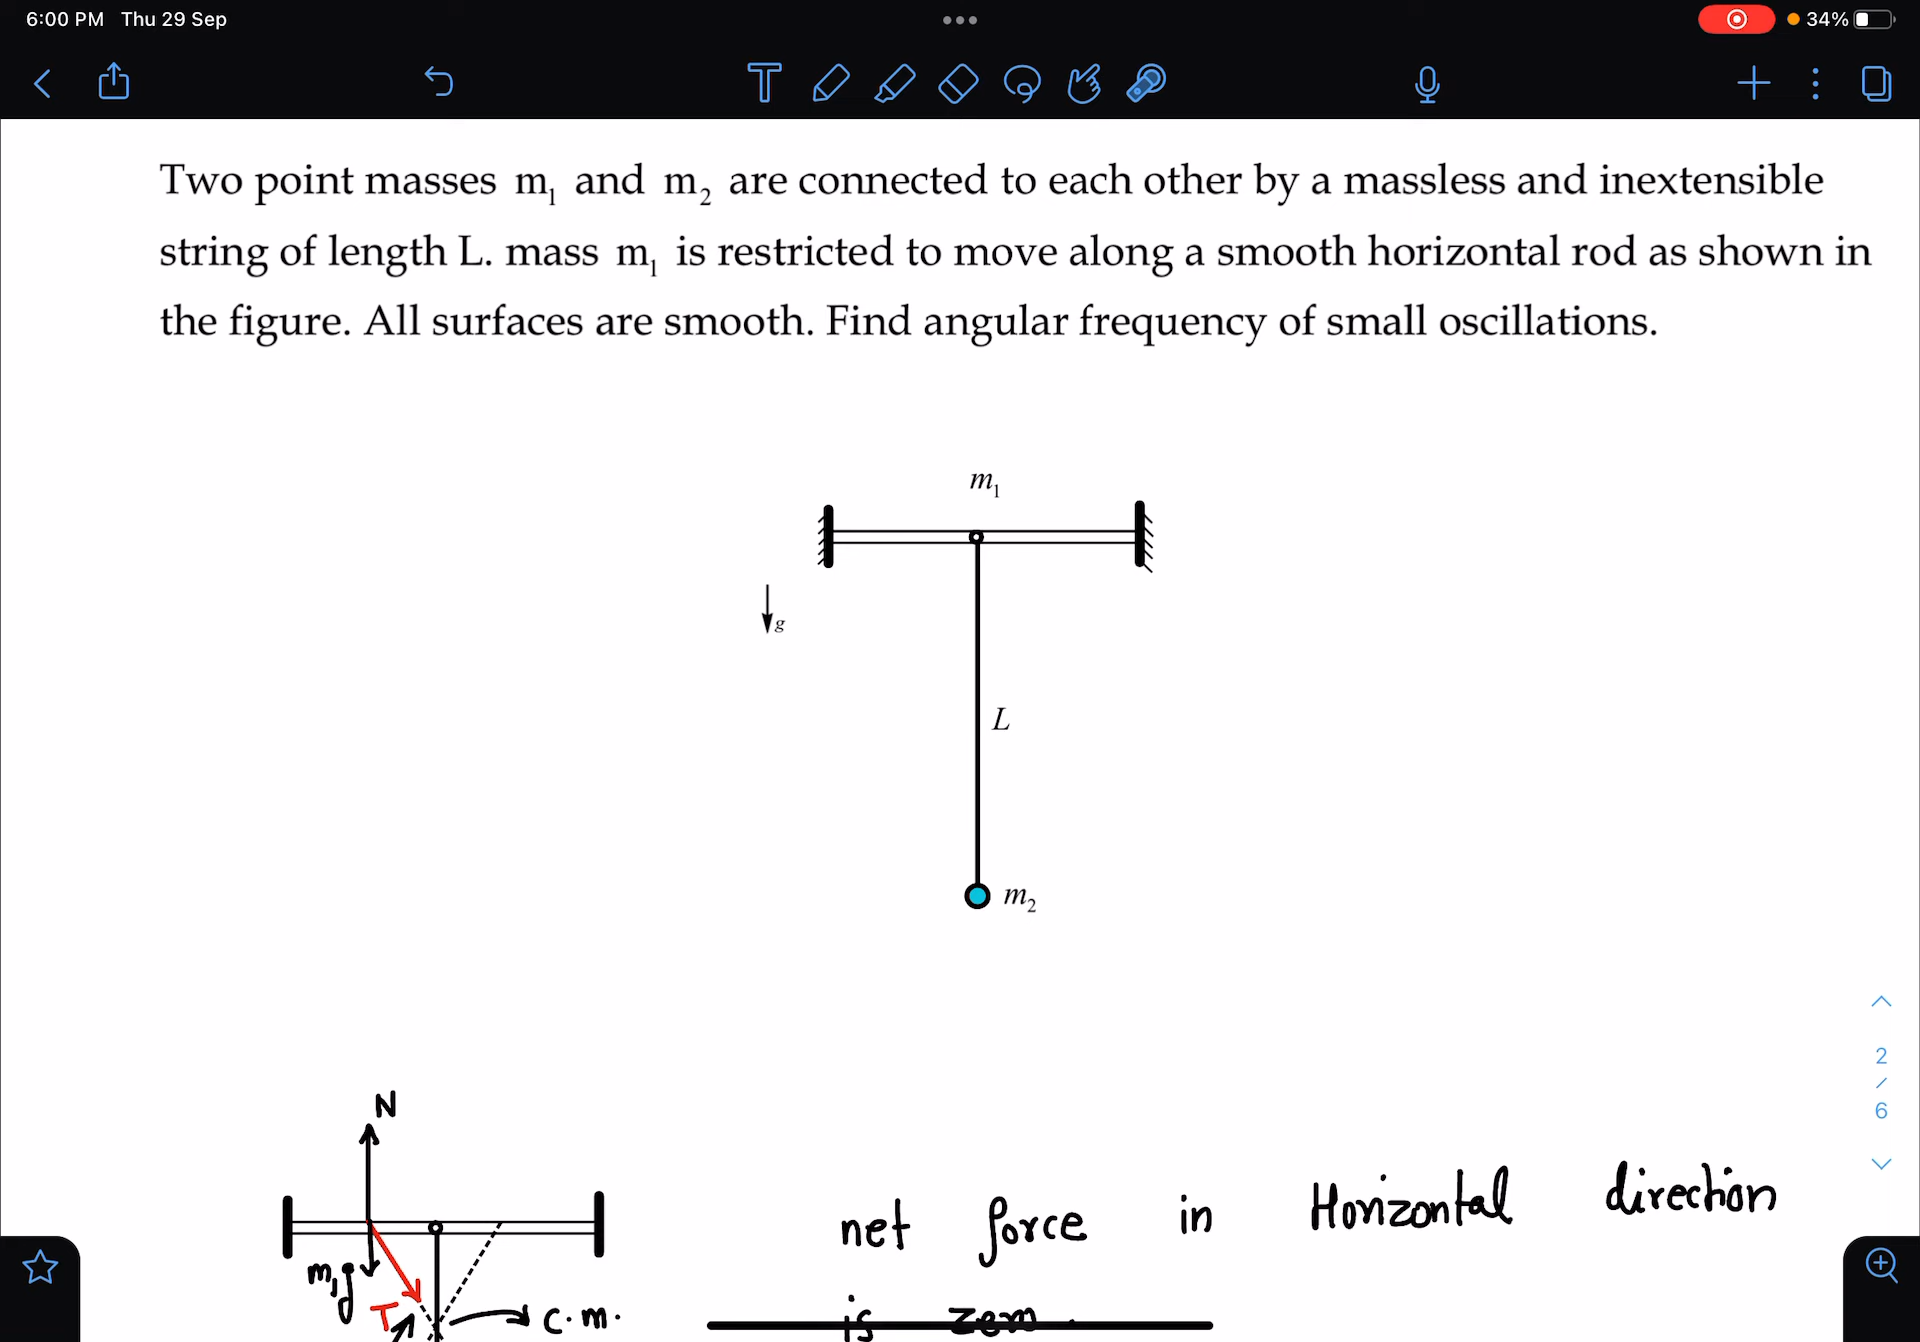 6:00 PM Thu 29 Sep
34%
Two point masses m₁ and m₂ are connected to each other by a massless and inextensible
string of length L. mass m₁ is restricted to move along a smooth horizontal rod as shown in
the figure. All surfaces are smooth. Find angular frequency of small oscillations.
m₁
g
L
m₂
2
/
6
N
net force in Horizontal direction
m₁g
T
c.m.
is zero.